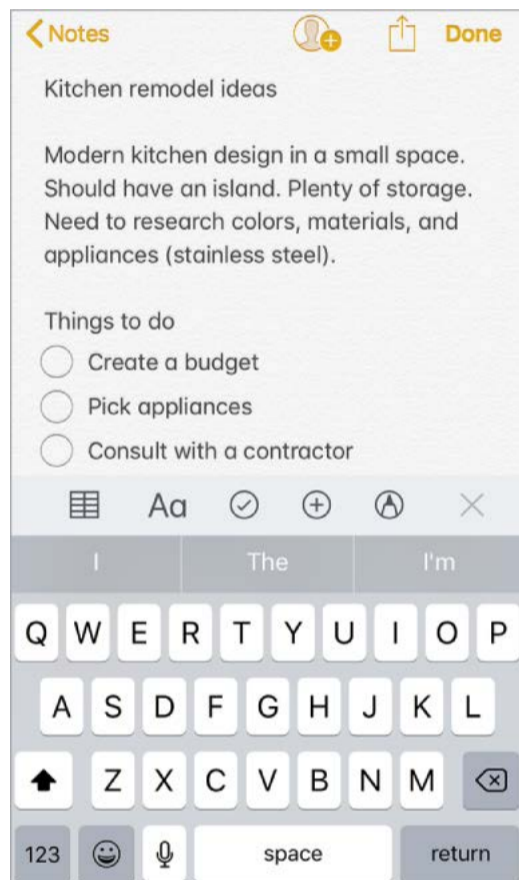 Notes
Done
Kitchen remodel ideas
Modern kitchen design in a small space.
Should have an island. Plenty of storage.
Need to research colors, materials, and
appliances (stainless steel).
Things to do
Create a budget
Pick appliances
Consult with a contractor
Aa
I The I'm
Q W E R T Y U I O P
A S D F G H J K L
Z X C V B N M
123 space return